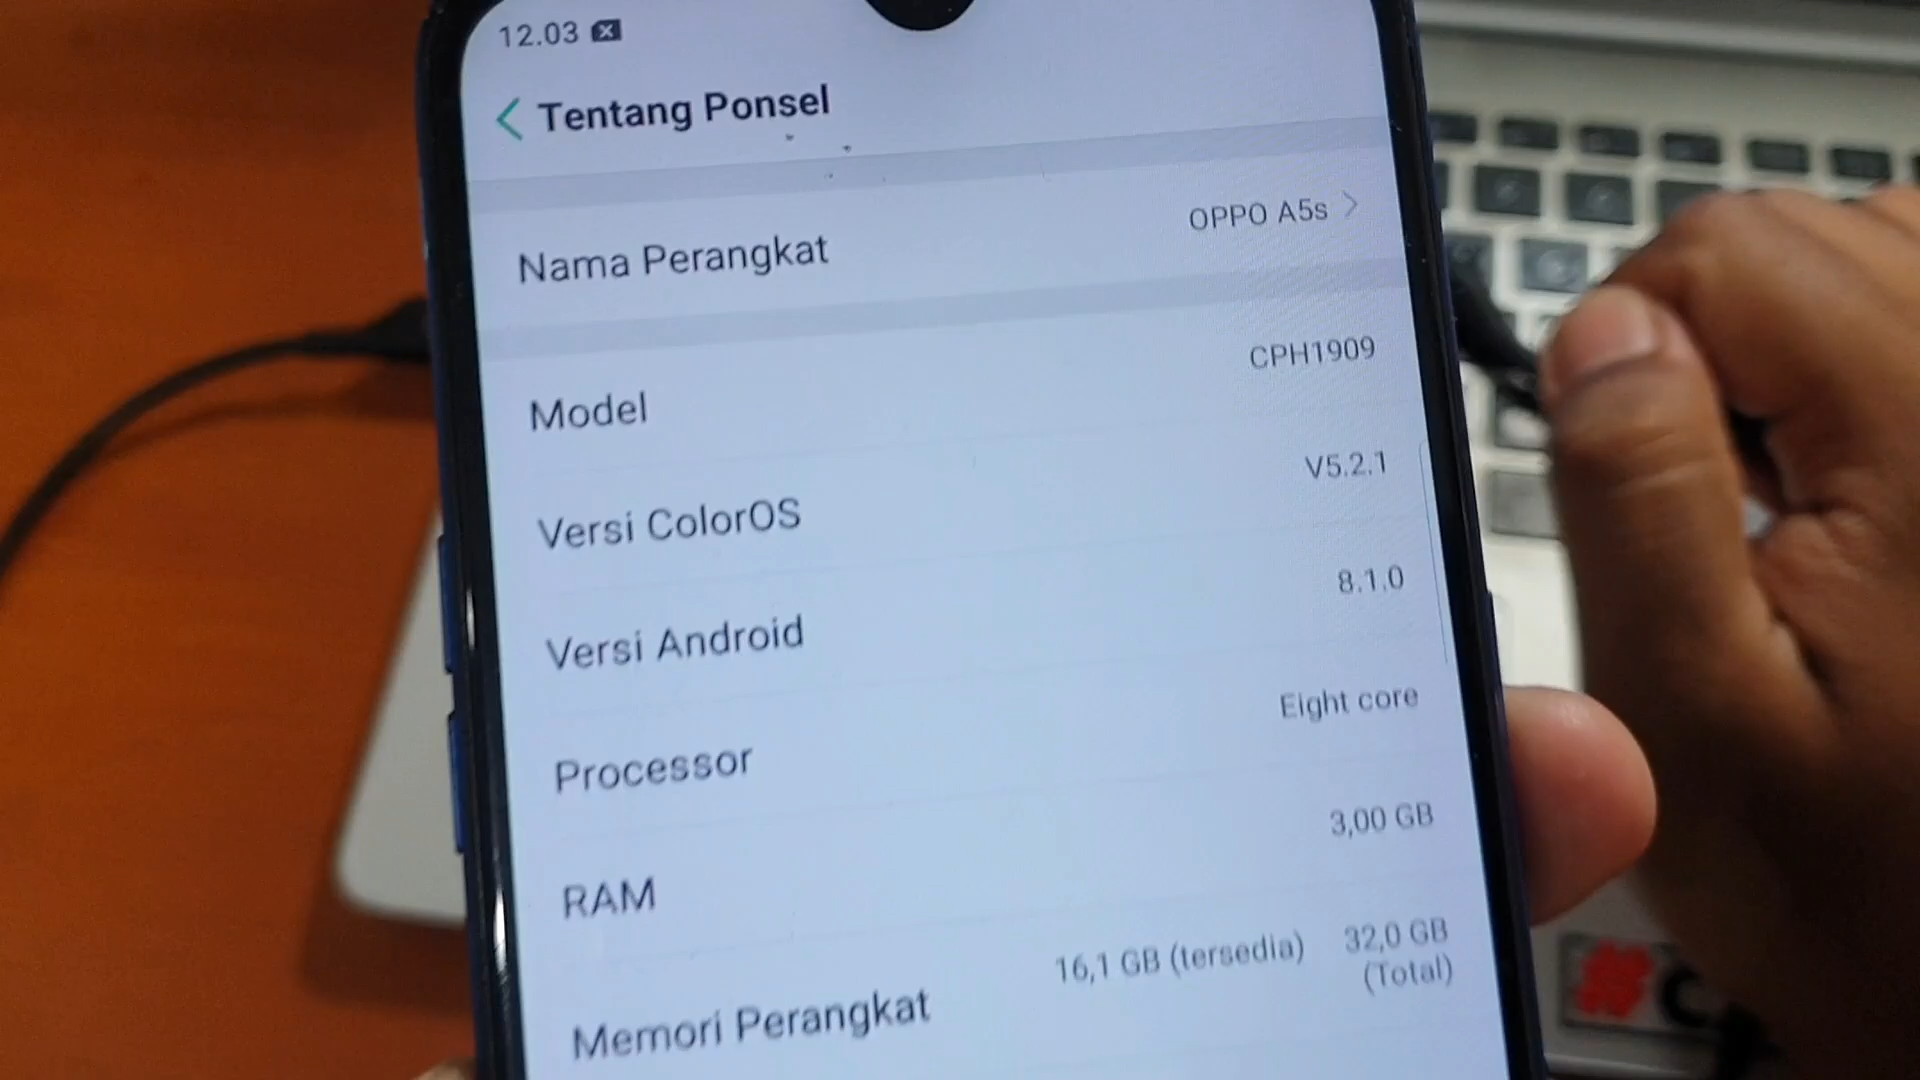 12.03
Tentang Ponsel
Nama Perangkat OPPO A5s
Model CPH1909
Versi ColorOS V5.2.1
Versi Android 8.1.0
Processor Eight core
RAM 3,00 GB
Memori Perangkat 16,1 GB (tersedia) 32,0 GB
(Total)